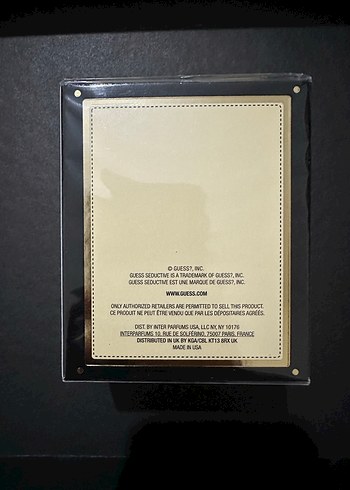 © GUESS?, INC.
GUESS SEDUCTIVE IS A TRADEMARK OF GUESS?, INC.
GUESS SEDUCTIVE EST UNE MARQUE DE GUESS?, INC.
WWW.GUESS.COM
ONLY AUTHORIZED RETAILERS ARE PERMITTED TO SELL THIS PRODUCT.
CE PRODUIT NE PEUT ÊTRE VENDU QUE PAR LES DÉPOSITAIRES AGRÉÉS.
DIST. BY INTER PARFUMS USA, LLC NY, NY 10176
INTERPARFUMS 10, RUE DE SOLFÉRINO, 75007 PARIS, FRANCE
DISTRIBUTED IN UK BY KGA/CBL KT13 8RX UK
MADE IN USA